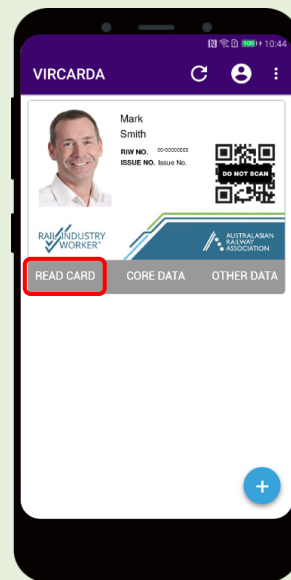 10:44
VIRCARDA
Mark
Smith
RIW NO. 00-00000000
ISSUE NO. Issue No.
DO NOT SCAN
RAIL INDUSTRY
WORKER™
AUSTRALASIAN
RAILWAY
ASSOCIATION
READ CARD CORE DATA OTHER DATA
+